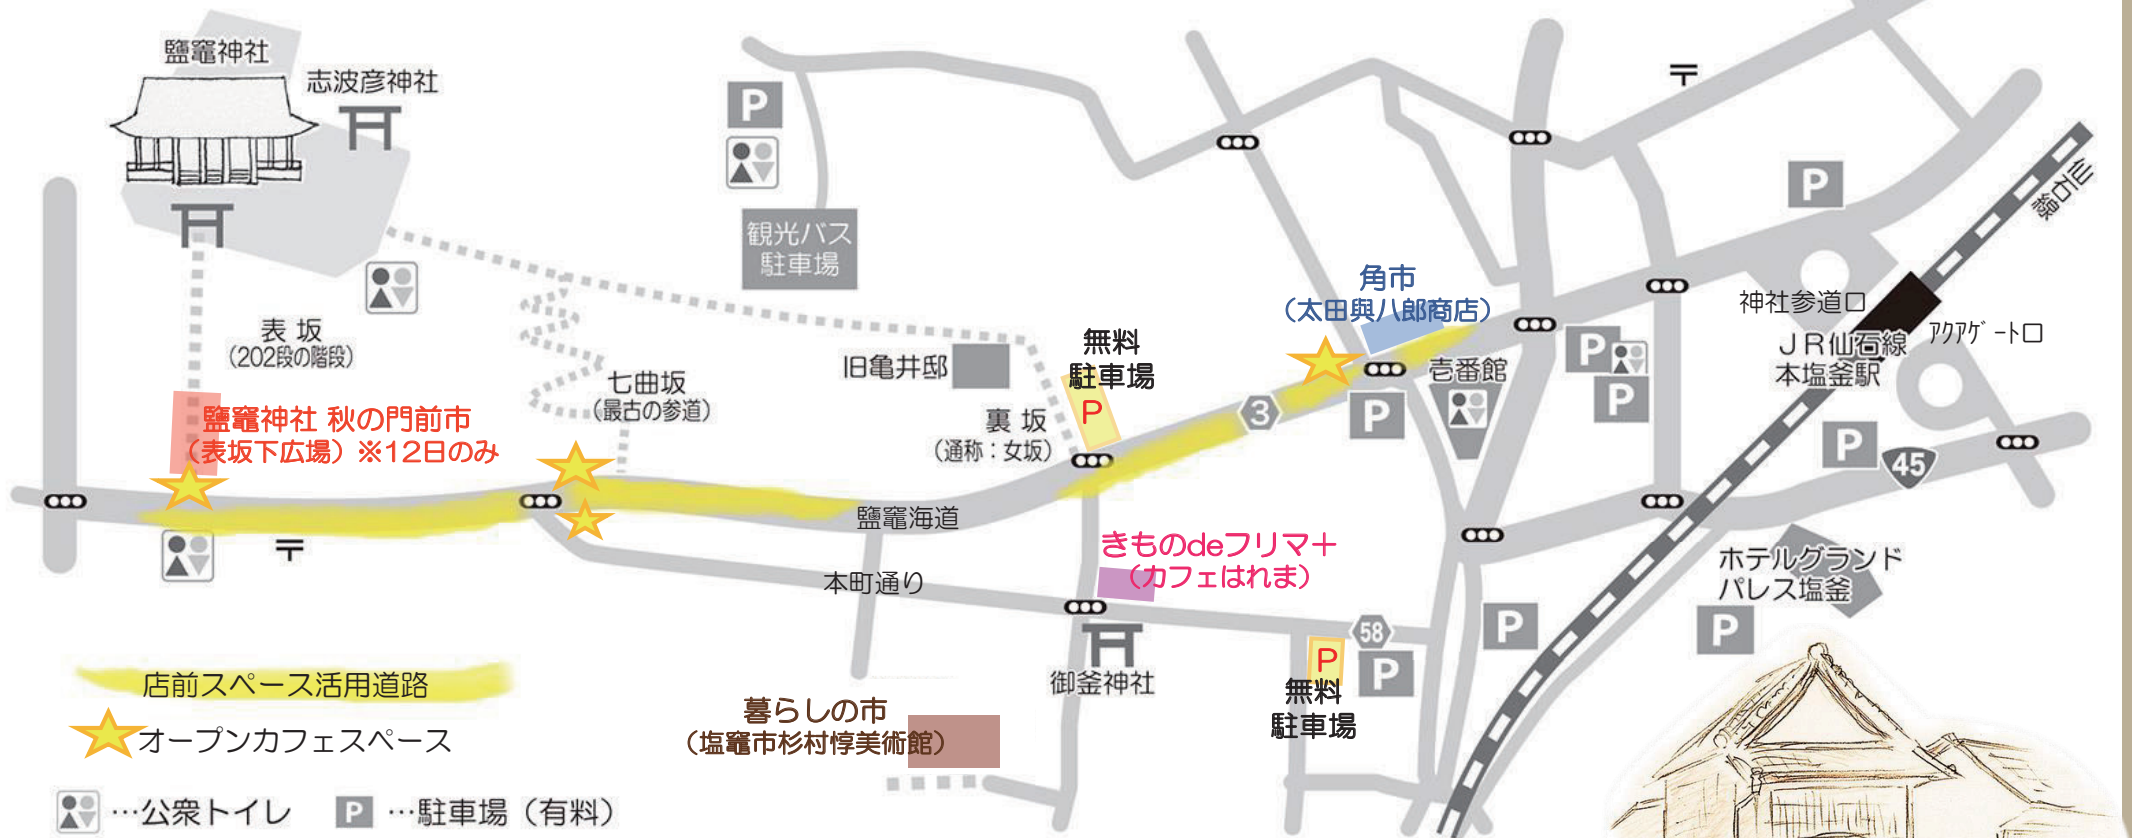 鹽竈神社
志波彦神社
P
観光バス
駐車場
表 坂
（202段の階段）
七曲坂
（最古の参道）
旧亀井邸
裏 坂
（通称：女坂）
無料
駐車場
P
角市
（太田與八郎商店）
3
P
壱番館
P
P
〒
P
仙石線
神社参道口
アクアゲート口
ＪＲ仙石線
本塩釜駅
P
45
鹽竈神社 秋の門前市
（表坂下広場）※12日のみ
〒
鹽竈海道
本町通り
きものdeフリマ＋
（カフェはれま）
御釜神社
58
P
P
無料
駐車場
P
ホテルグランド
パレス塩釜
P
暮らしの市
（塩竈市杉村惇美術館）
店前スペース活用道路
オープンカフェスペース
…公衆トイレ
P …駐車場（有料）